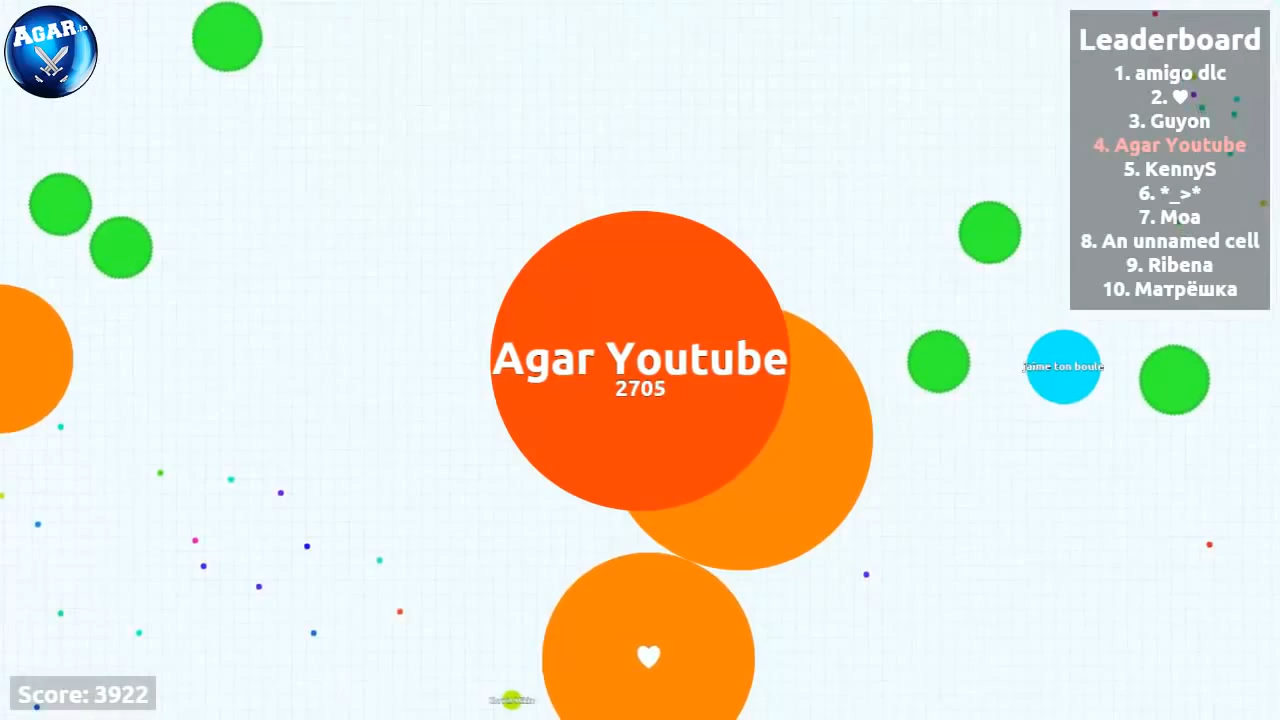 AGAR.io
Leaderboard
1. amigo dlc
2. ♥
3. Guyon
4. Agar Youtube
5. KennyS
6. *_>*
7. Moa
8. An unnamed cell
9. Ribena
10. Матрёшка
Agar Youtube
2705
jaime ton boule
♥
Score: 3922